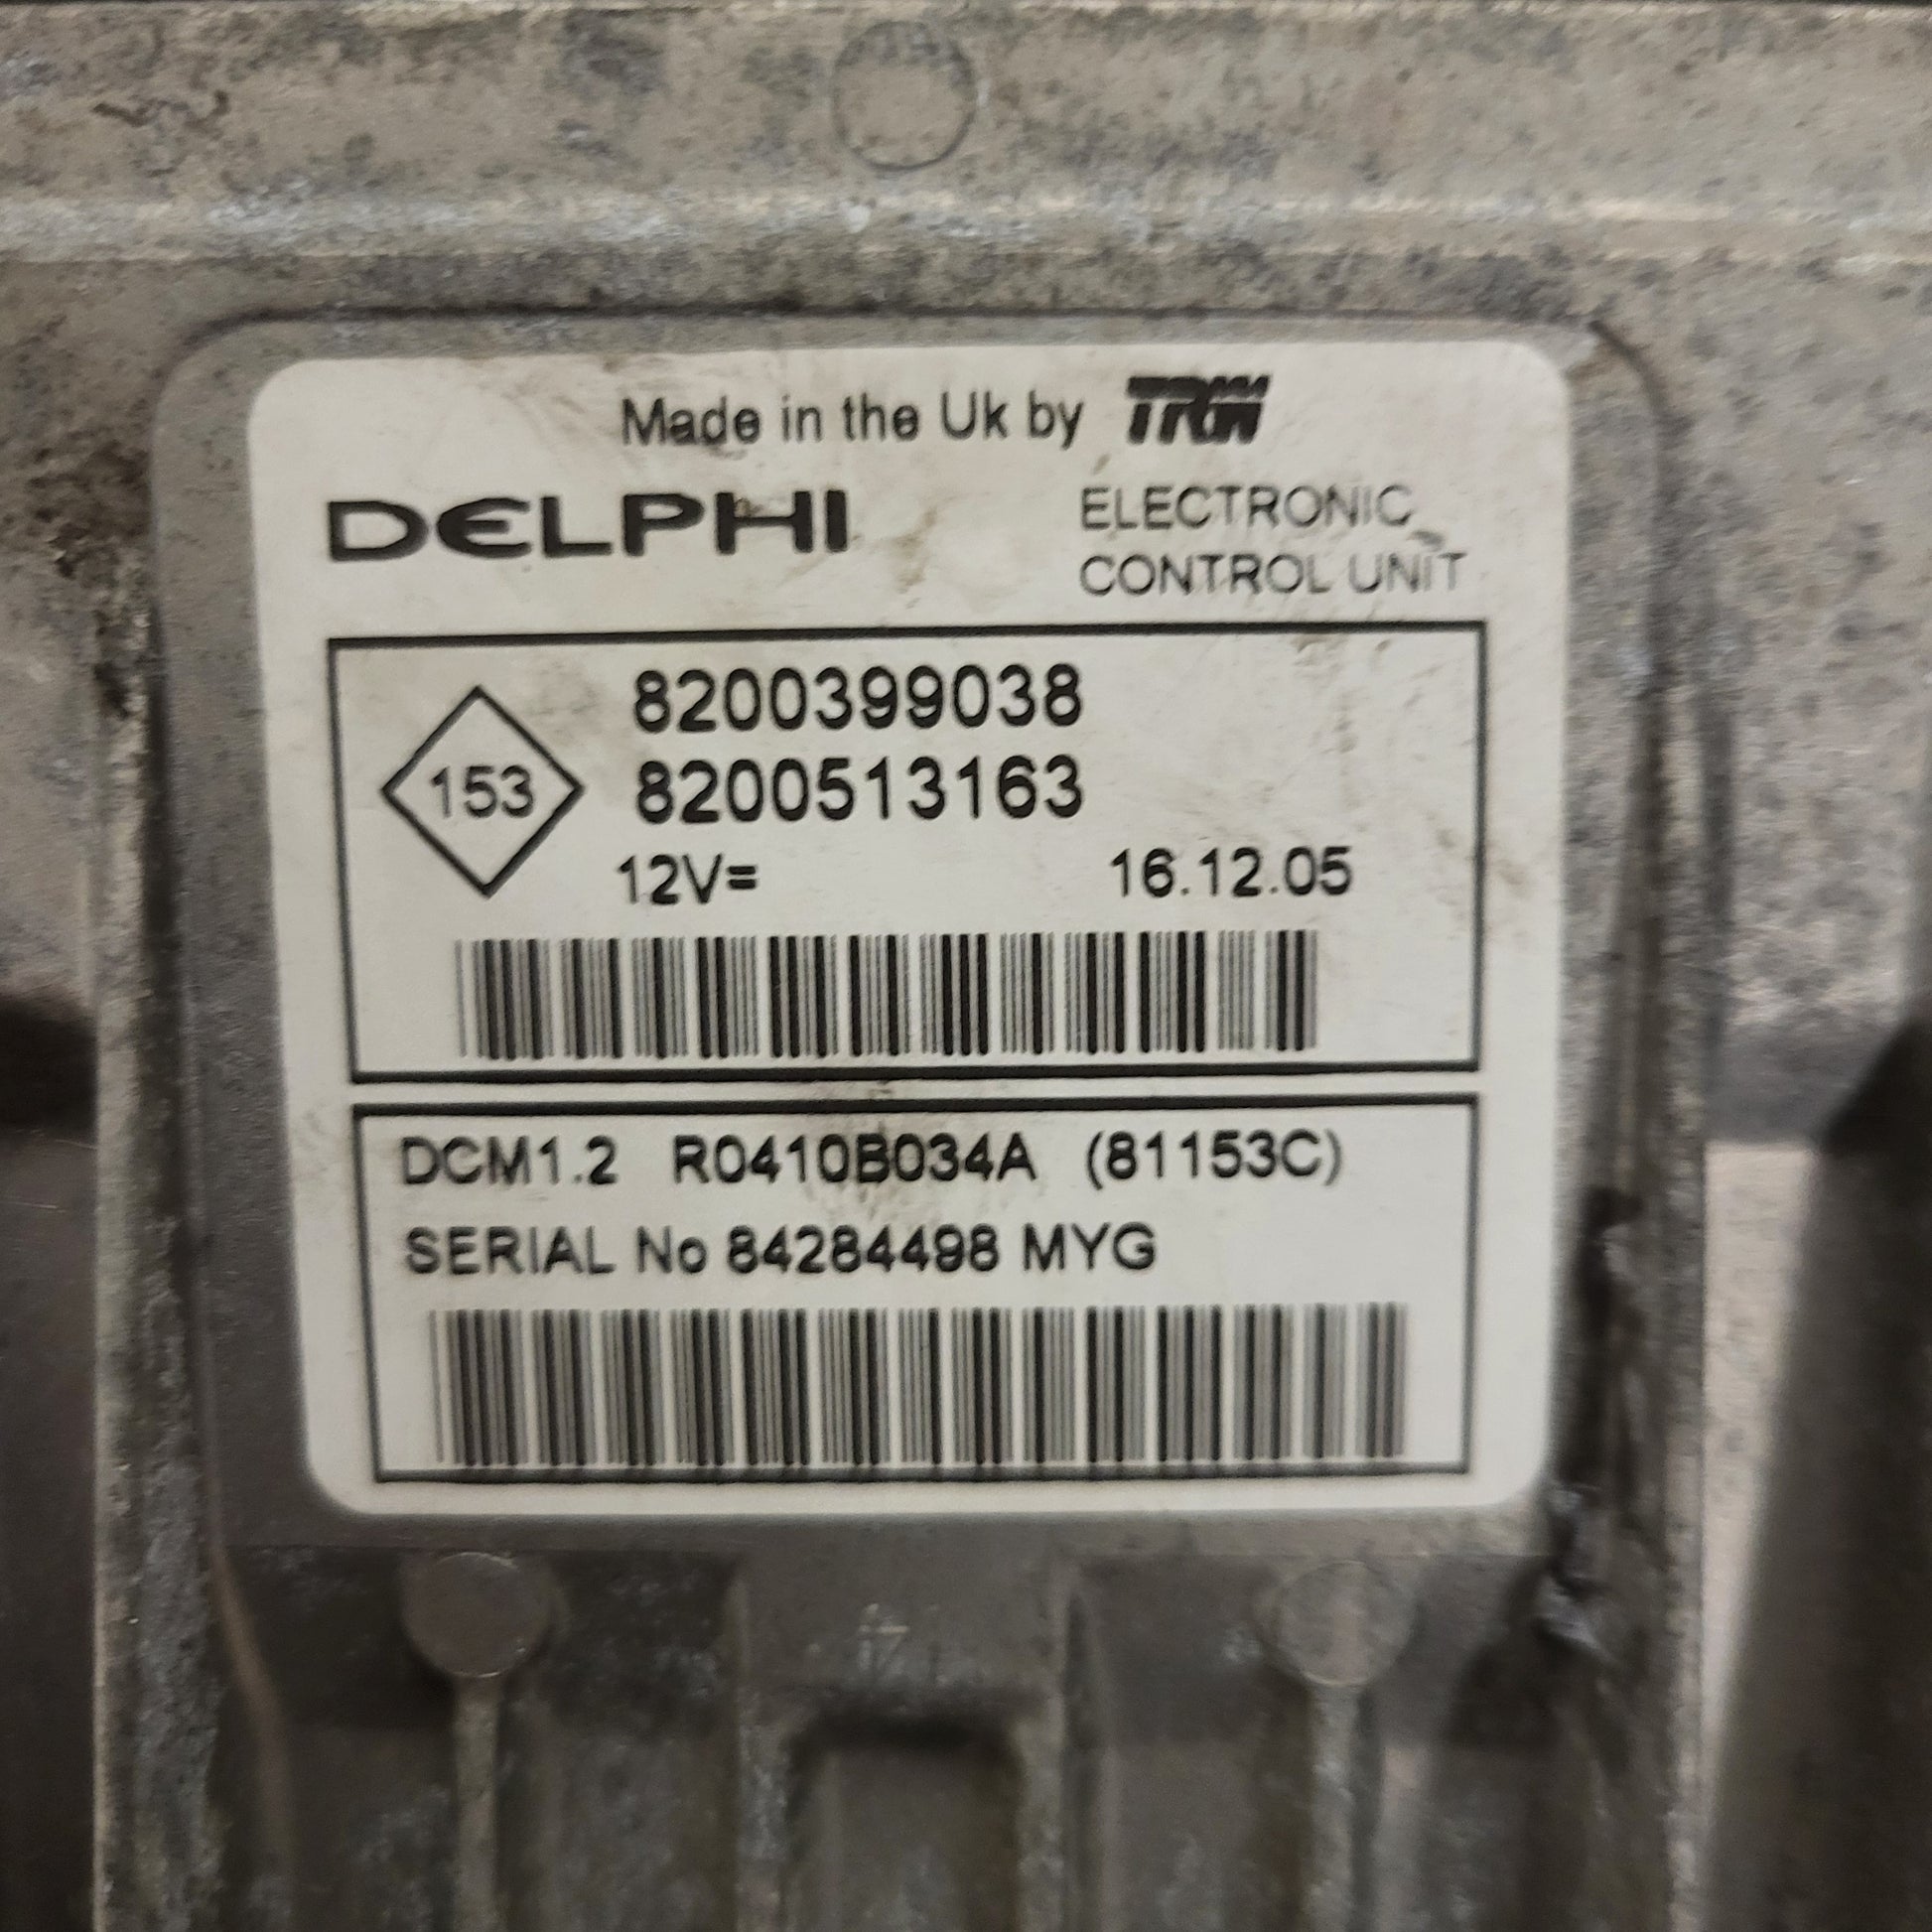 Made in the Uk by TRW
DELPHI
ELECTRONIC
CONTROL UNIT
8200399038
153
8200513163
12V=
16.12.05
DCM1.2 R0410B034A (81153C)
SERIAL No 84284498 MYG